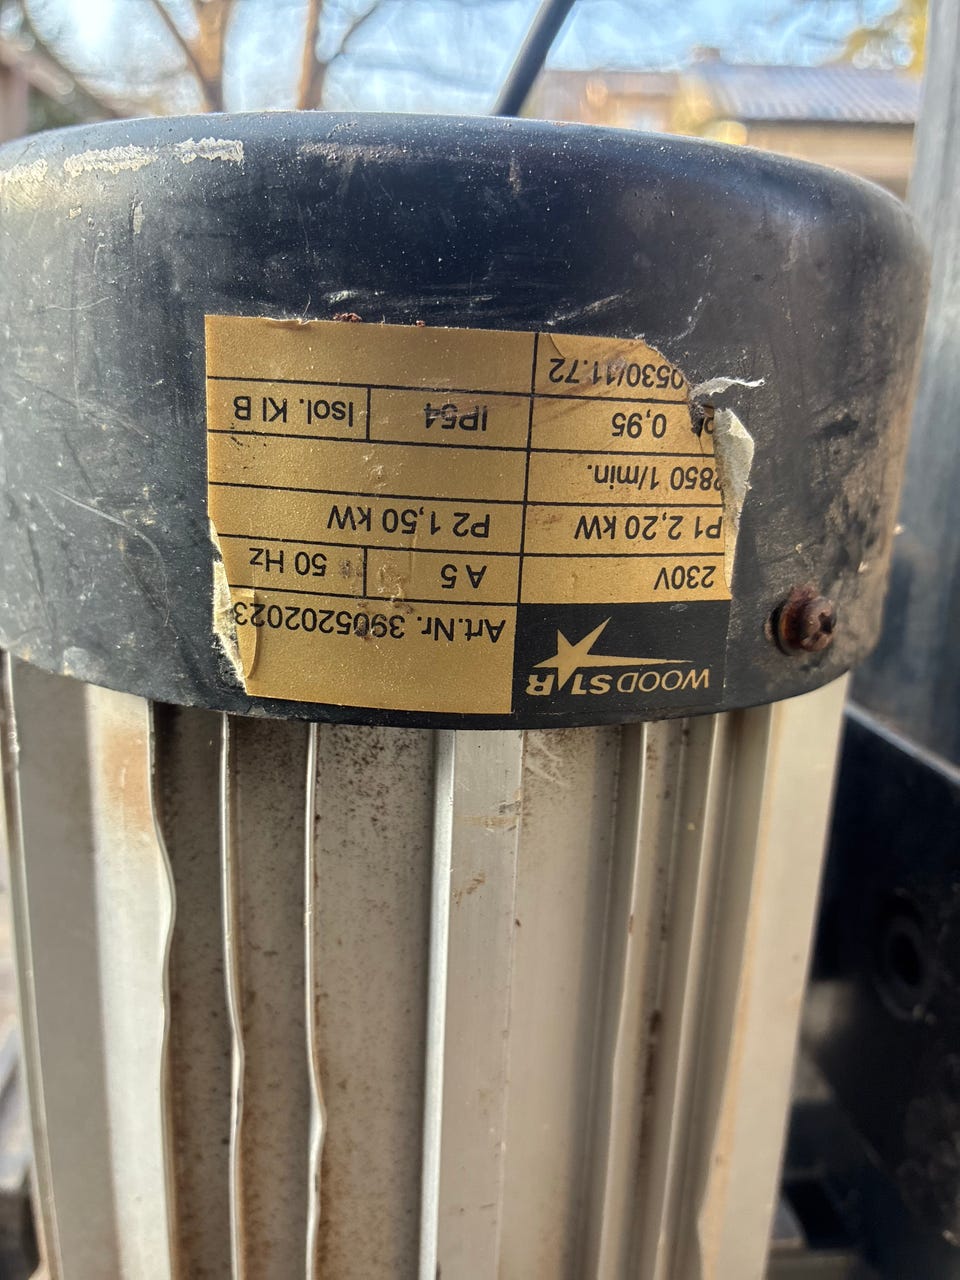 WOODSTAR
Art.Nr. 3905202023
230V A 5 50 Hz
P1 2,20 kW P2 1,50 kW
2850 1/min.
0,95 IP54 Isol. Kl B
0530/11.72